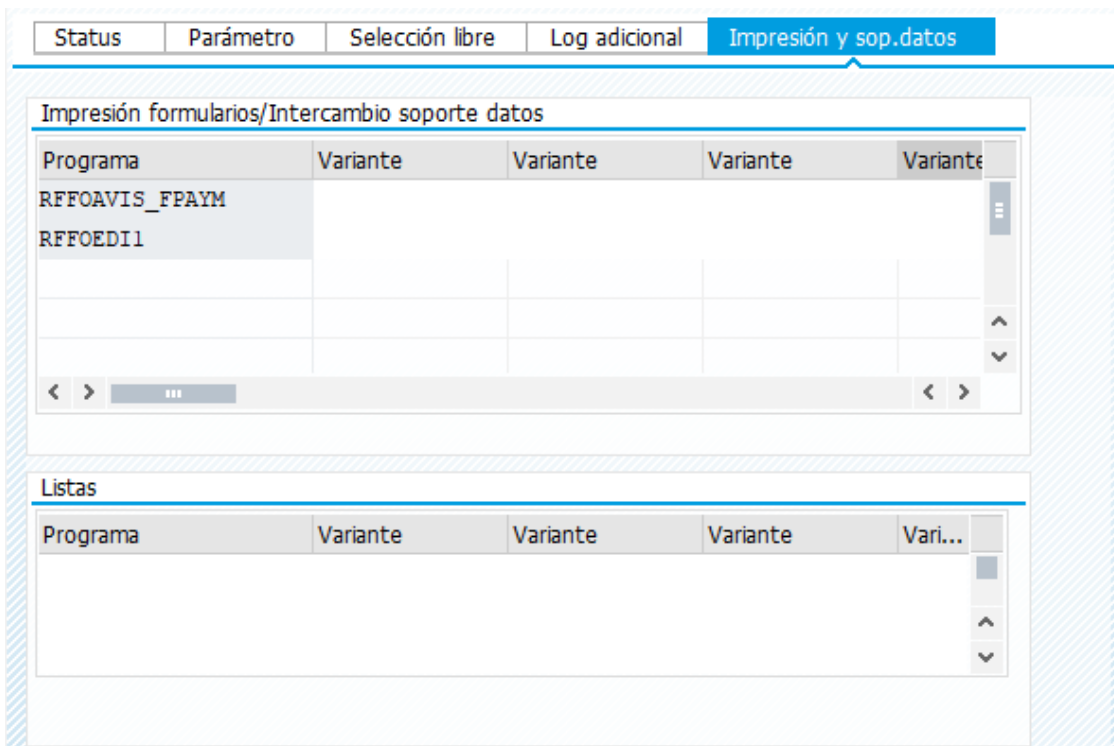 Status Parámetro Selección libre Log adicional Impresión y sop.datos
Impresión formularios/Intercambio soporte datos
Programa Variante Variante Variante Variante
RFFOAVIS_FPAYM
RFFOEDI1
Listas
Programa Variante Variante Variante Vari...